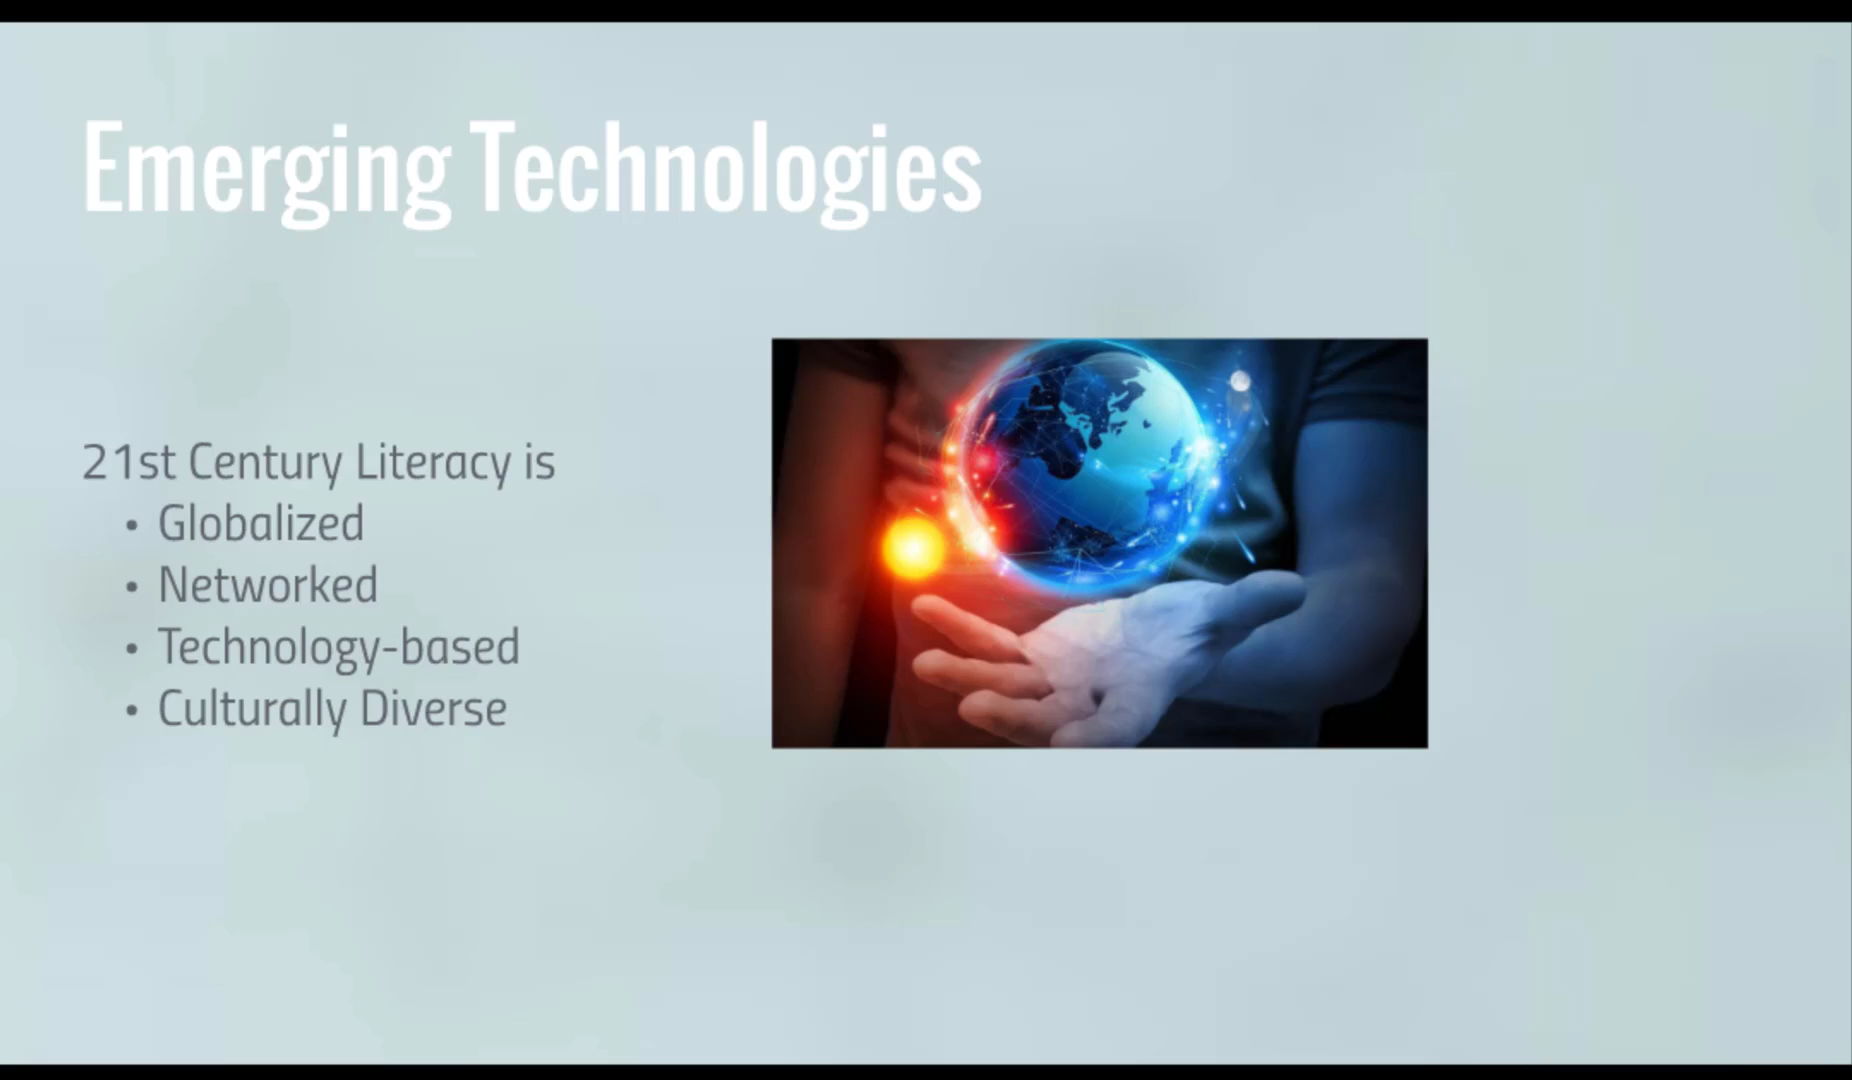 Emerging Technologies
21st Century Literacy is
• Globalized
• Networked
• Technology-based
• Culturally Diverse